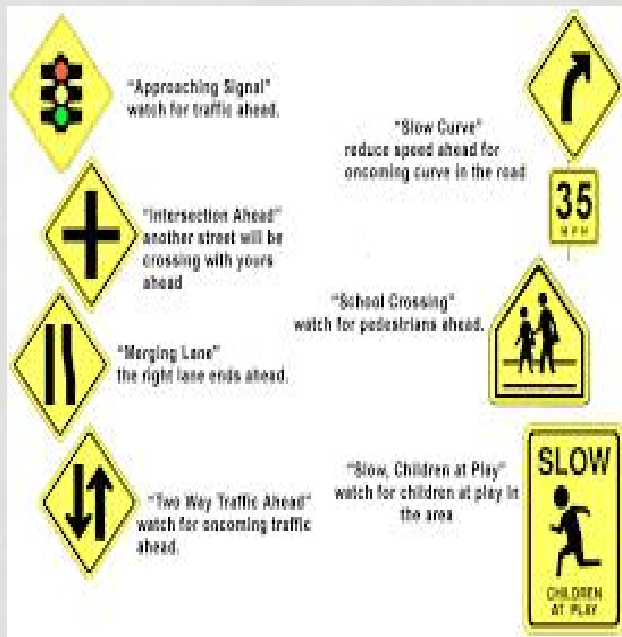 "Approaching Signal"
watch for traffic ahead.
"Slow Curve"
reduce speed ahead for
oncoming curve in the road
35
MPH
"Intersection Ahead"
another street will be
crossing with yours
ahead
"School Crossing"
watch for pedestrians ahead.
"Merging Lane"
the right lane ends ahead.
"Slow, Children at Play"
watch for children at play in
the area
SLOW
CHILDREN
AT PLAY
"Two Way Traffic Ahead"
watch for oncoming traffic
ahead.